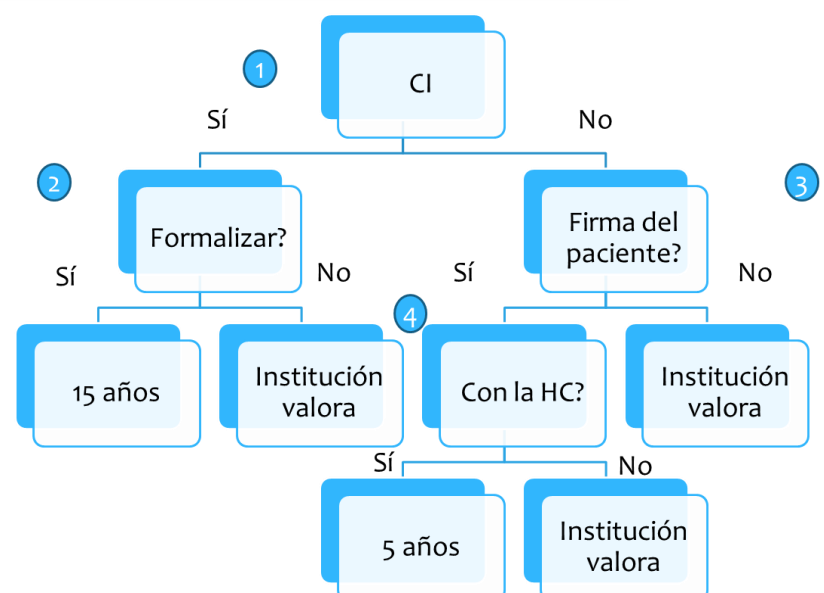 1
CI
Sí
No
2
Formalizar?
Firma del
paciente?
3
Sí
No
Sí
No
4
15 años
Institución
valora
Con la HC?
Institución
valora
Sí
No
5 años
Institución
valora